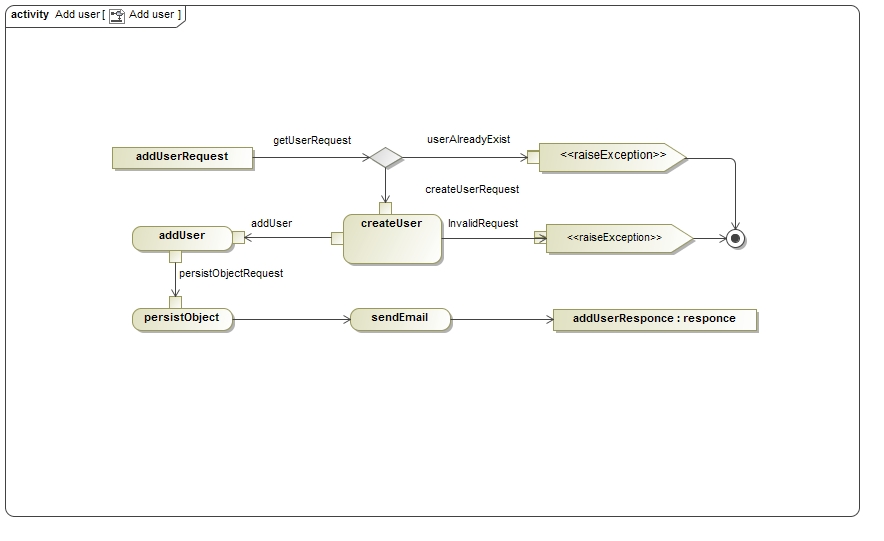 activity Add user [ Add user ]
getUserRequest
userAlreadyExist
addUserRequest
<<raiseException>>
createUserRequest
addUser
createUser
InvalidRequest
addUser
<<raiseException>>
persistObjectRequest
persistObject
sendEmail
addUserResponce : responce